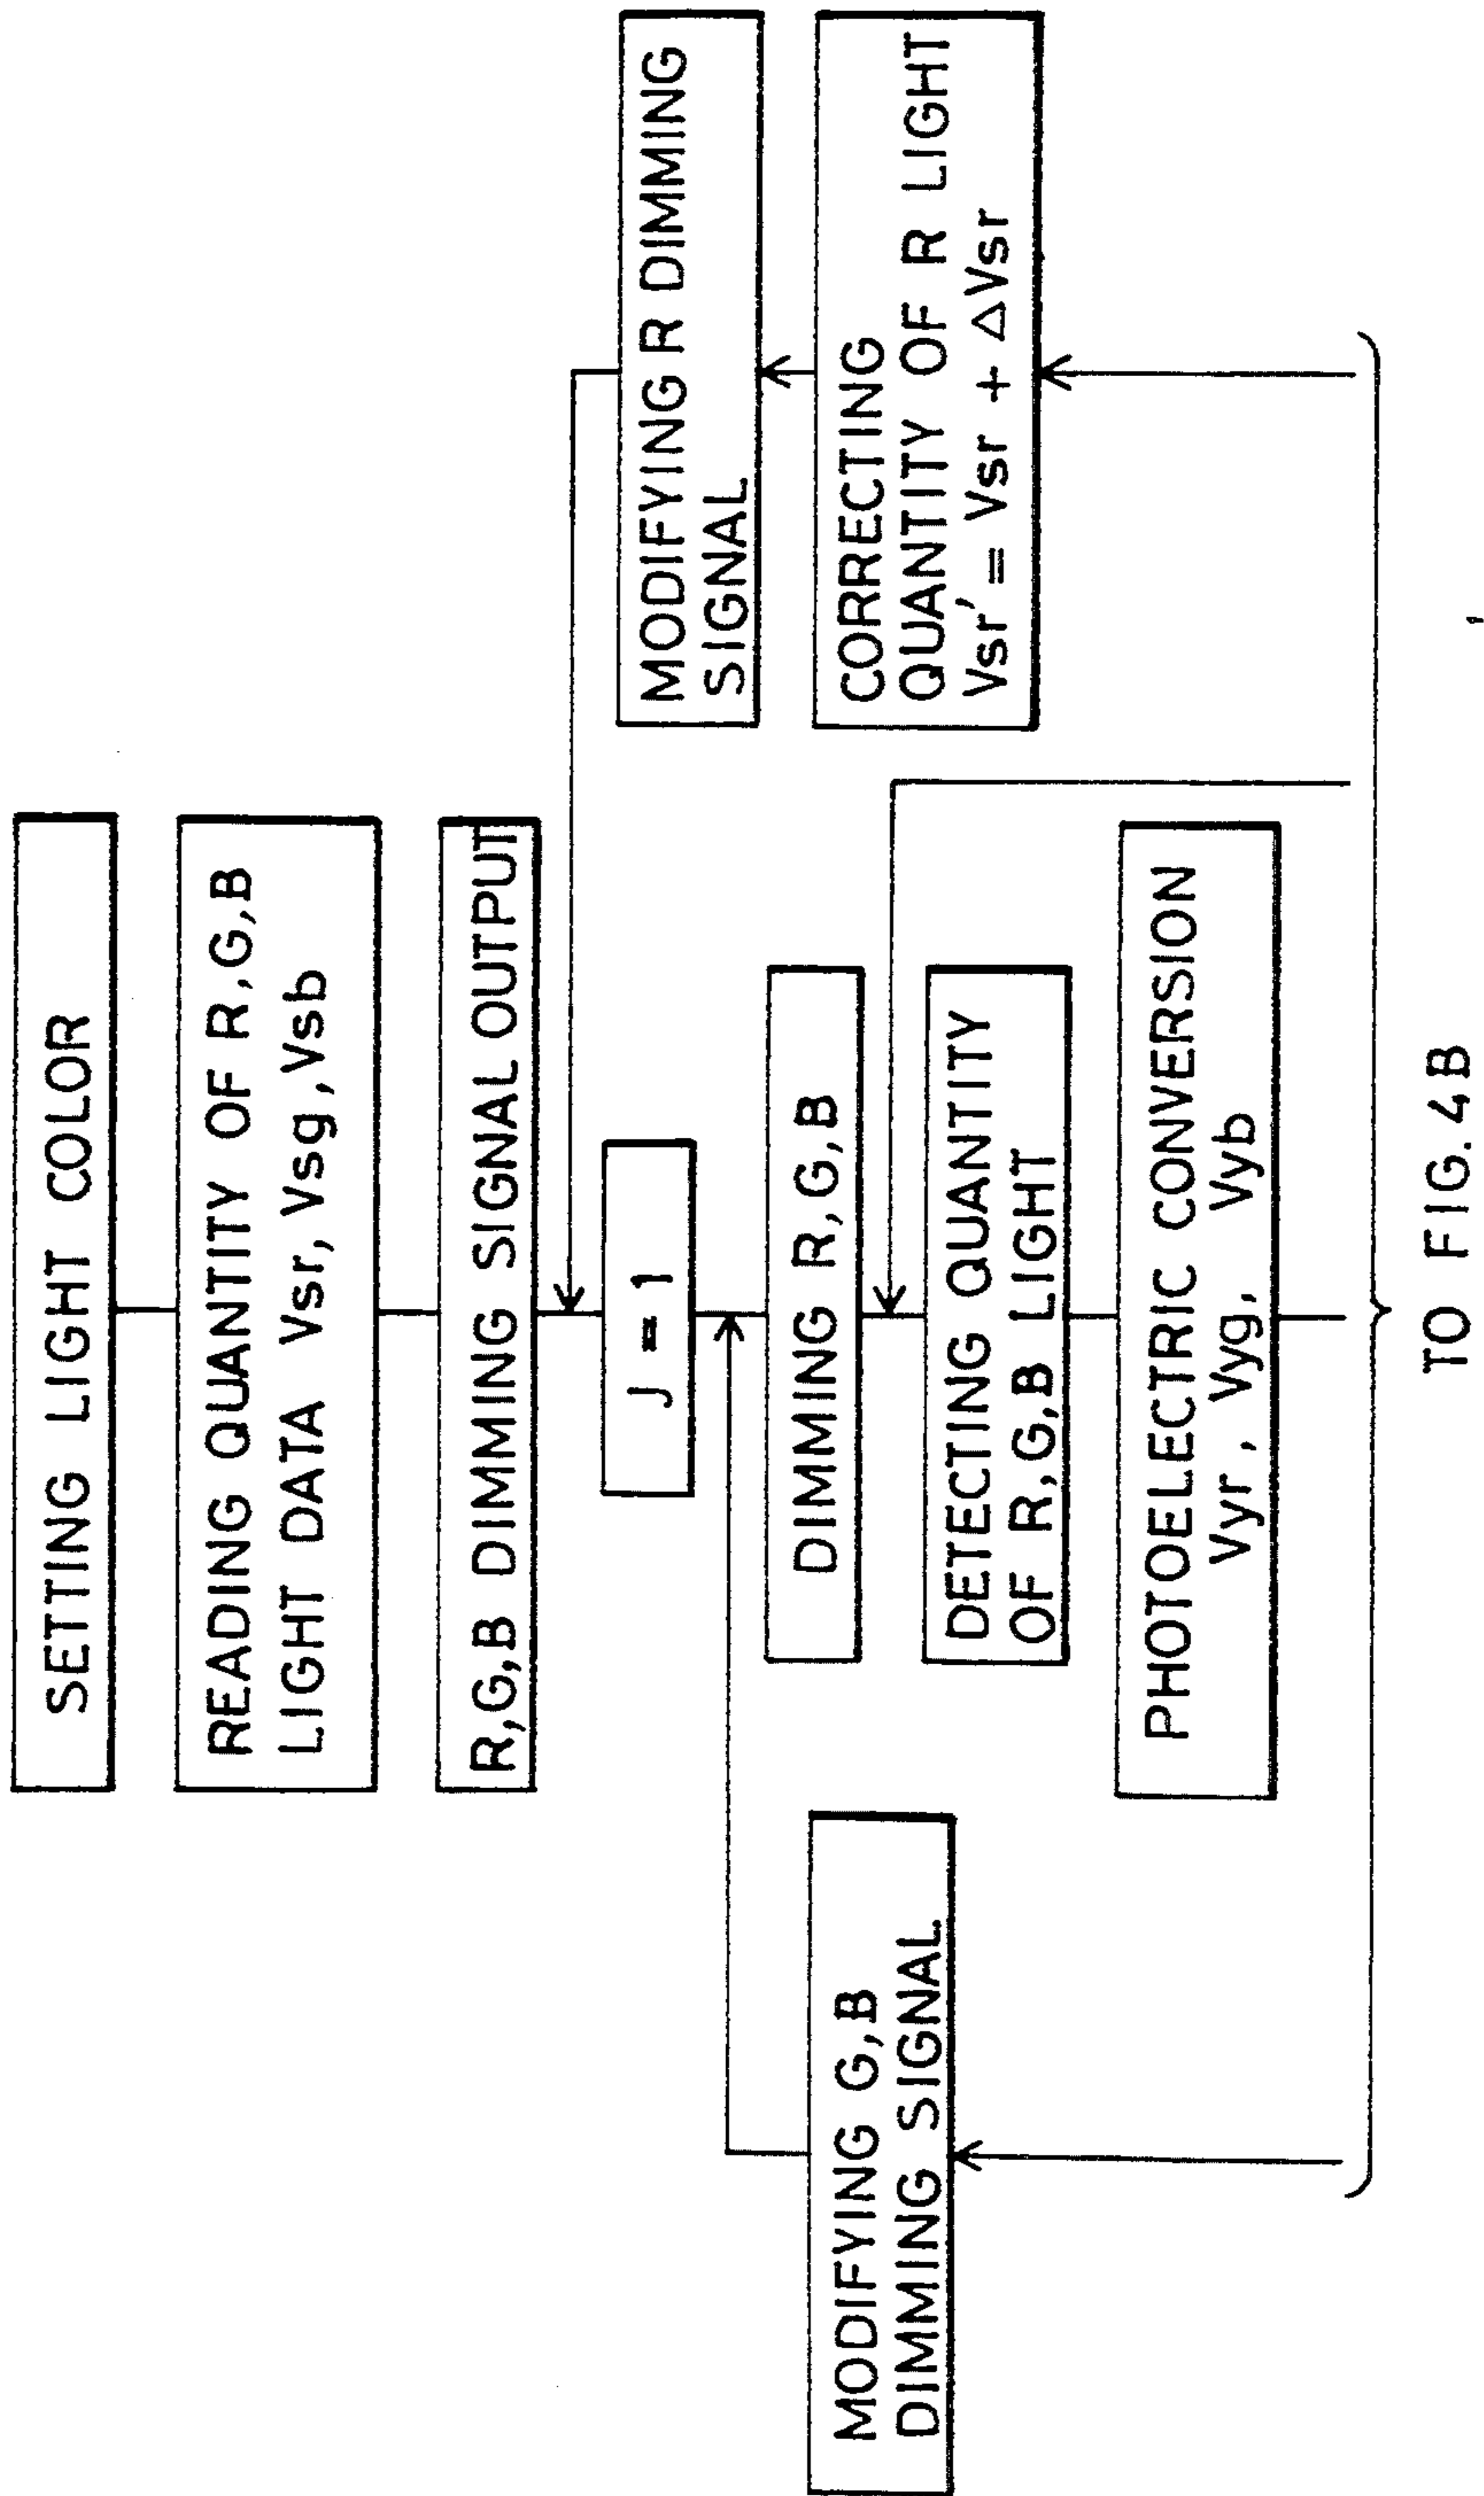 SETTING LIGHT COLOR
READING QUANTITY OF R,G,B
LIGHT DATA Vsr, Vsg, Vsb
R,G,B DIMMING SIGNAL OUTPUT
J = 1
DIMMING R,G,B
DETECTING QUANTITY
OF R,G,B LIGHT
PHOTOELECTRIC CONVERSION
Vyr, Vyg, Vyb
MODIFYING G,B
DIMMING SIGNAL
MODIFYING R DIMMING
SIGNAL
CORRECTING
QUANTITY OF R LIGHT
Vsr' = Vsr + ΔVsr
TO FIG. 4B